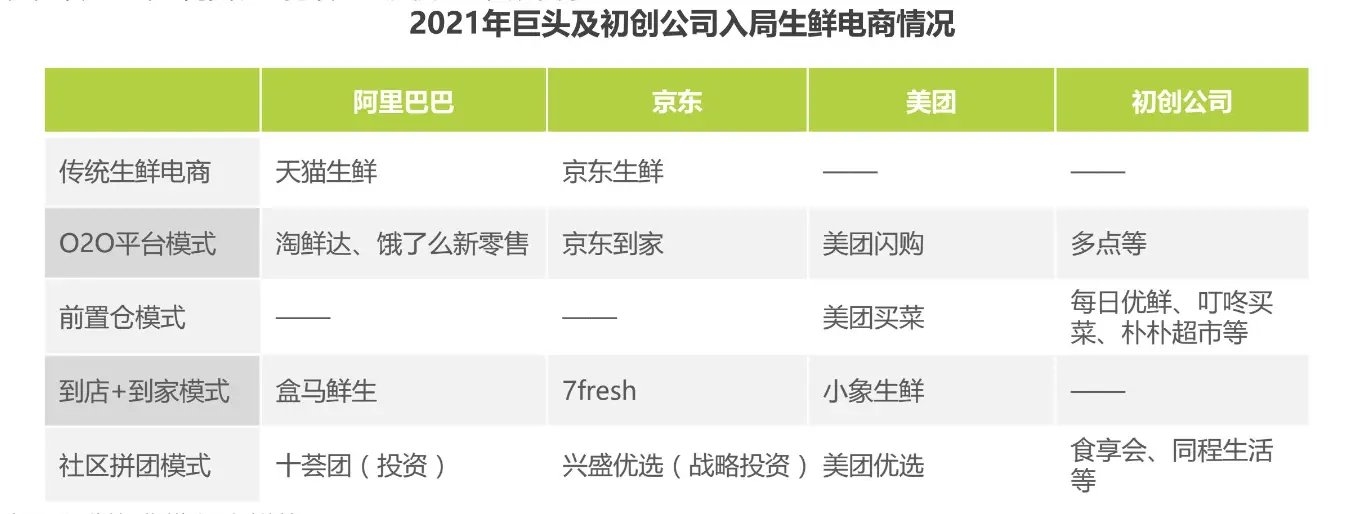 2021年巨头及初创公司入局生鲜电商情况
阿里巴巴 京东 美团 初创公司
传统生鲜电商 天猫生鲜 京东生鲜 —— ——
O2O平台模式 淘鲜达、饿了么新零售 京东到家 美团闪购 多点等
前置仓模式 —— —— 美团买菜 每日优鲜、叮咚买
菜、朴朴超市等
到店+到家模式 盒马鲜生 7fresh 小象生鲜 ——
社区拼团模式 十荟团（投资） 兴盛优选（战略投资） 美团优选 食享会、同程生活
等